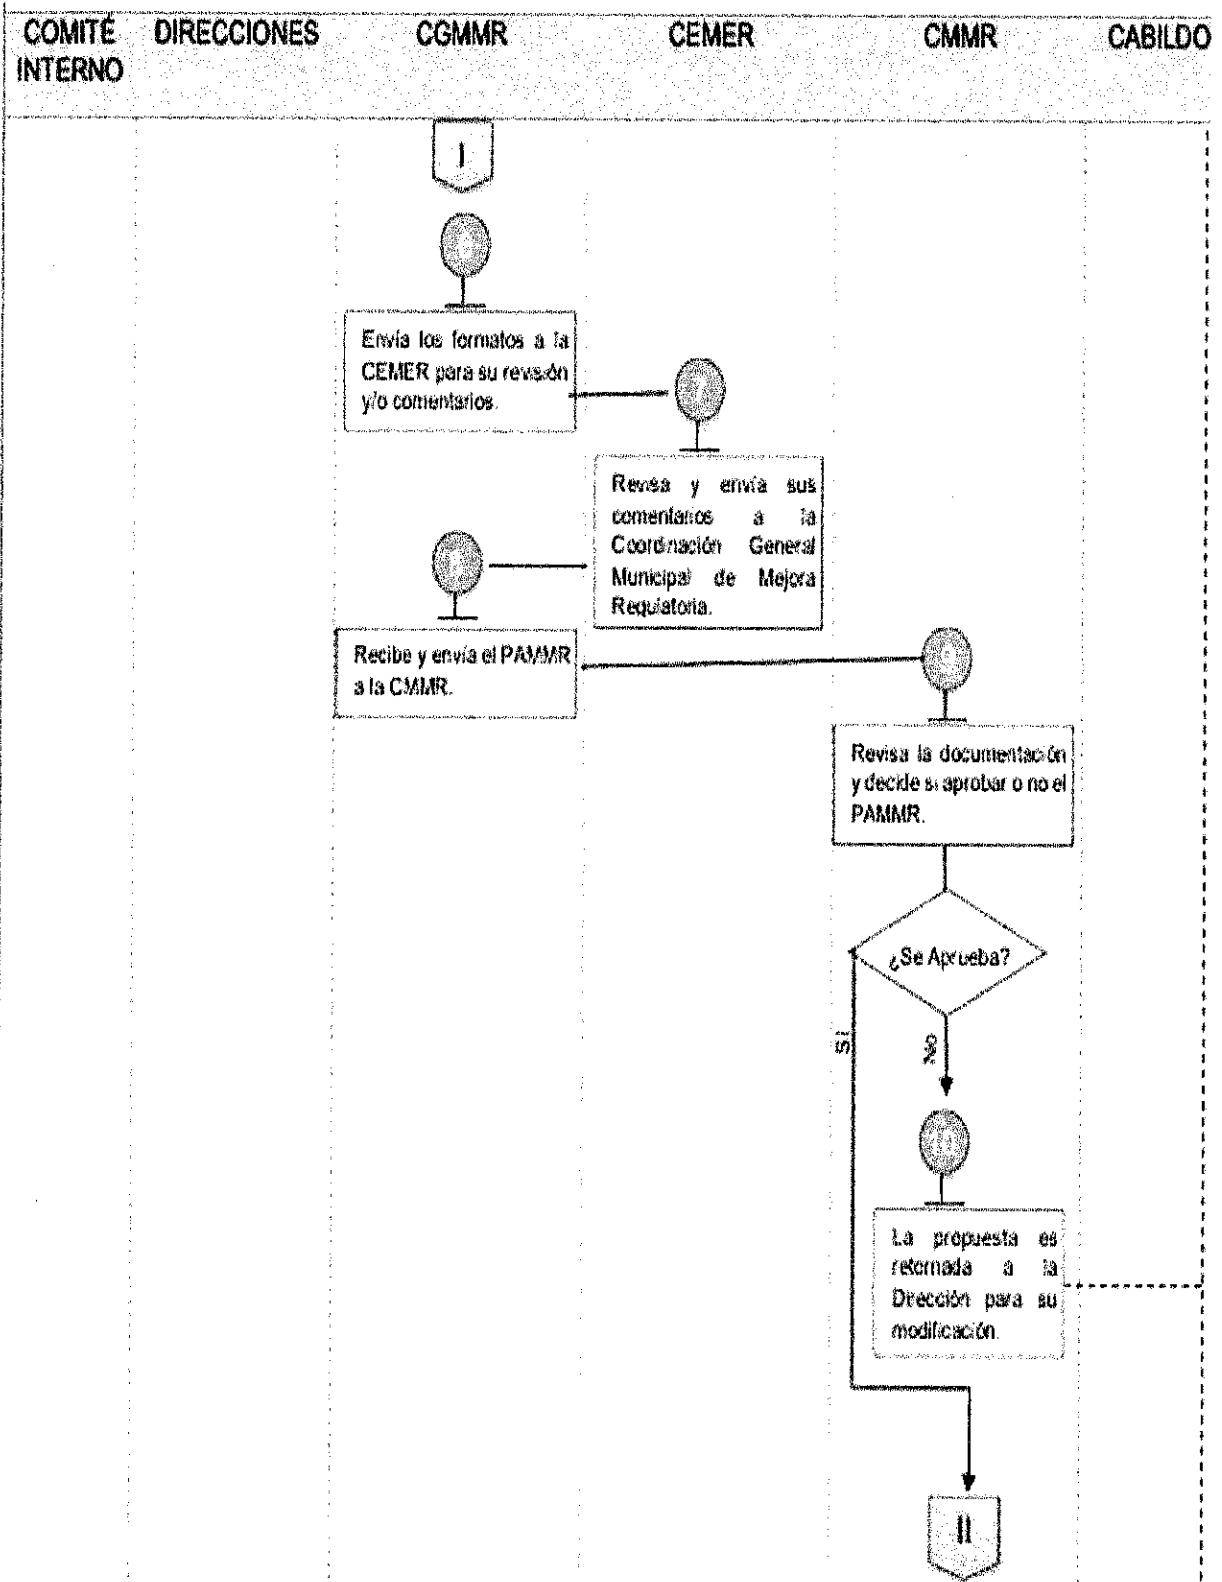 COMITÉ DIRECCIONES CGMMR CEMER CMMR CABILDO
INTERNO
I
Envía los formatos a la
CEMER para su revisión
y/o comentarios.
Revisa y envía sus
comentarios a la
Coordinación General
Municipal de Mejora
Regulatoria.
Recibe y envía el PAMMR
a la CMMR.
Revisa la documentación
y decide si aprobar o no el
PAMMR.
¿Se Aprueba?
Si
No
10
La propuesta es
retornada a la
Dirección para su
modificación.
II